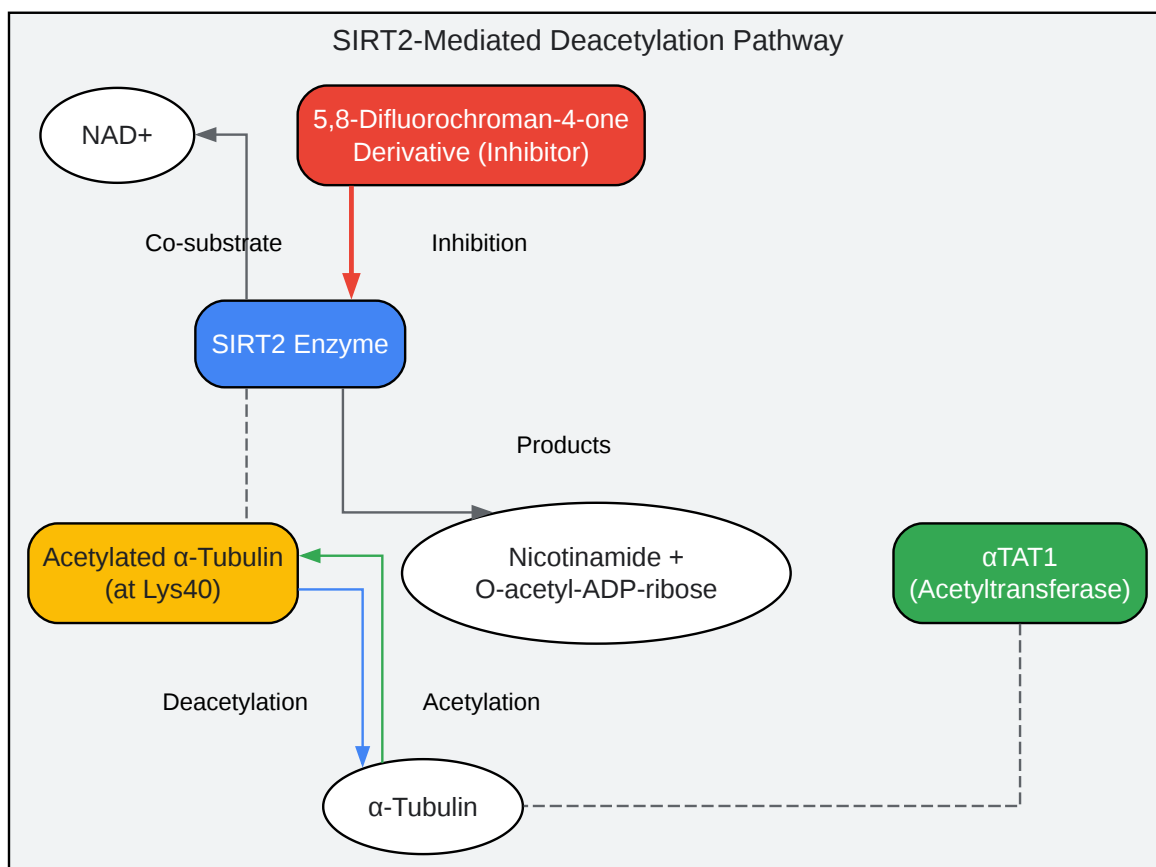 SIRT2-Mediated Deacetylation Pathway
NAD+
5,8-Difluorochroman-4-one
Derivative (Inhibitor)
Co-substrate
Inhibition
SIRT2 Enzyme
Products
Acetylated α-Tubulin
(at Lys40)
Nicotinamide +
O-acetyl-ADP-ribose
αTAT1
(Acetyltransferase)
Deacetylation
Acetylation
α-Tubulin